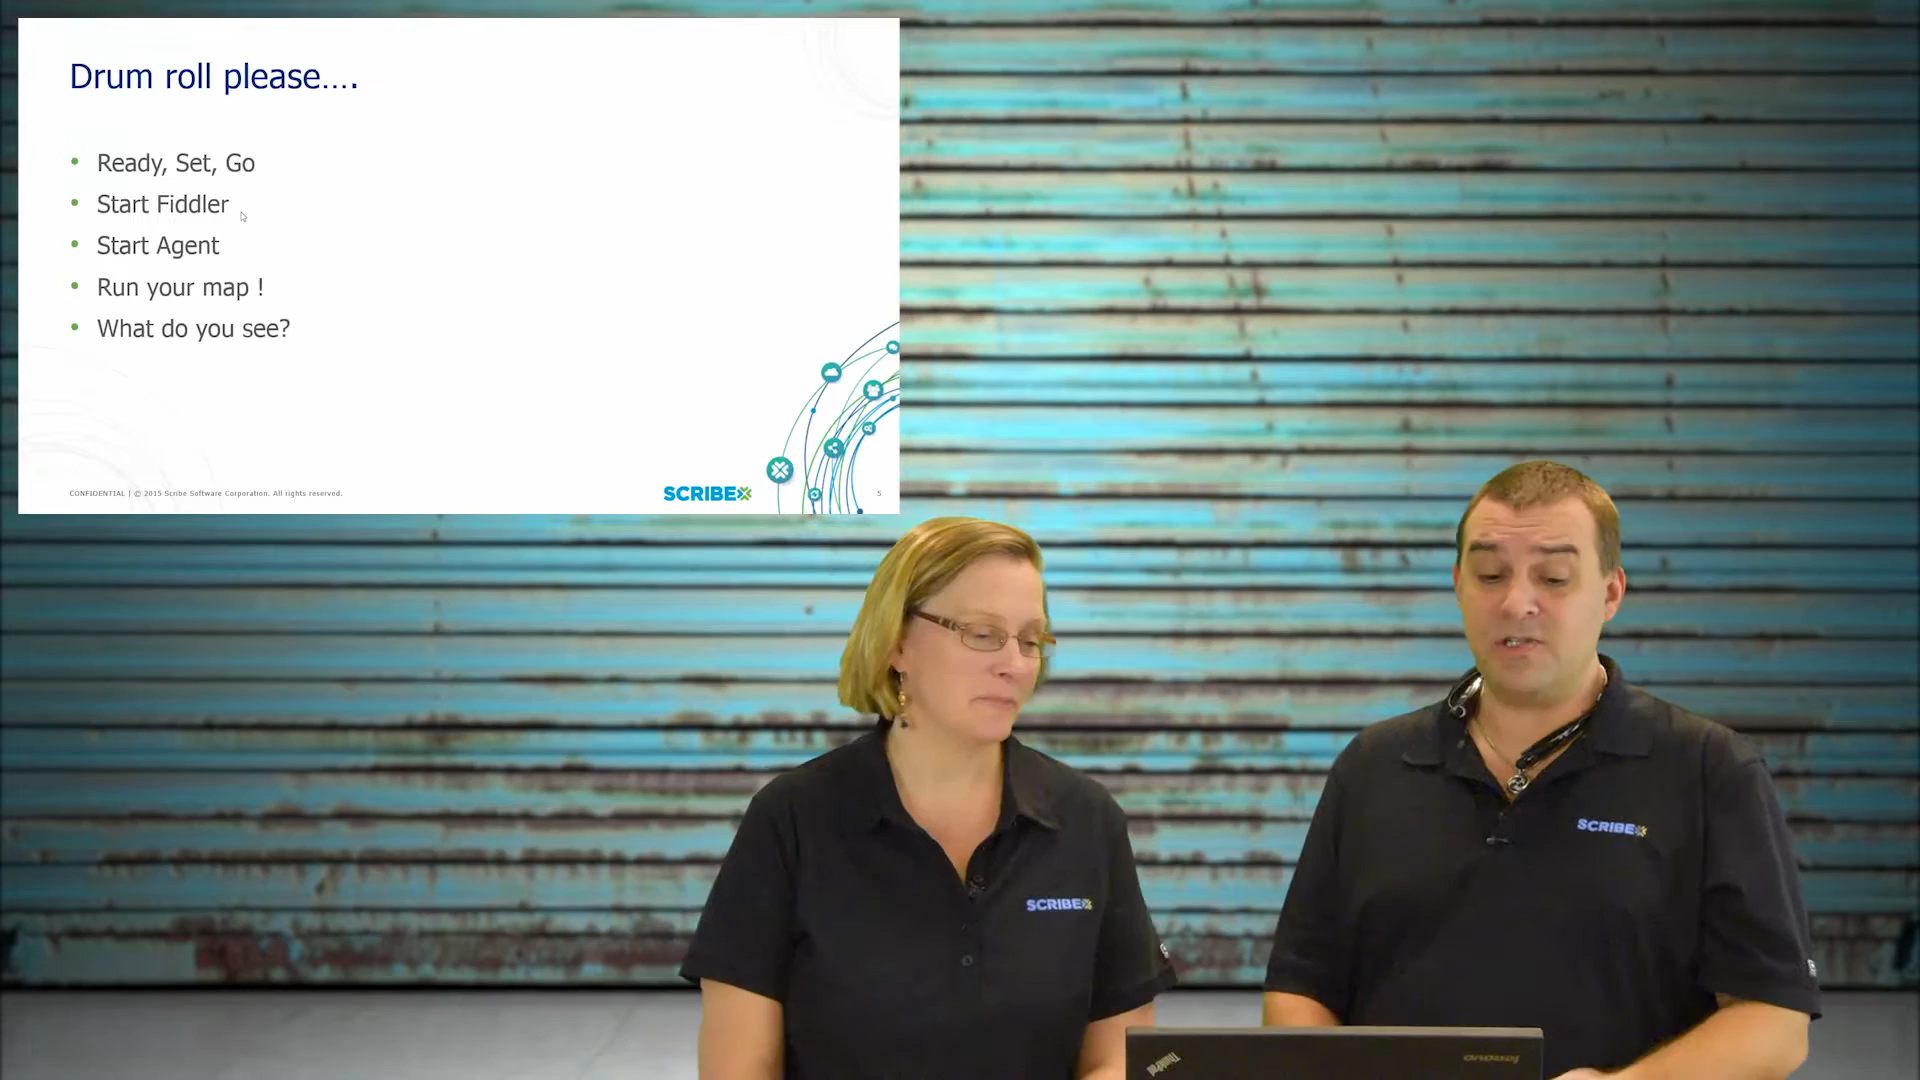 Drum roll please....
• Ready, Set, Go
• Start Fiddler
• Start Agent
• Run your map !
• What do you see?
CONFIDENTIAL | © 2015 Scribe Software Corporation. All rights reserved.
SCRIBE
5
SCRIBE
SCRIBE
ThinkPad
lenovo